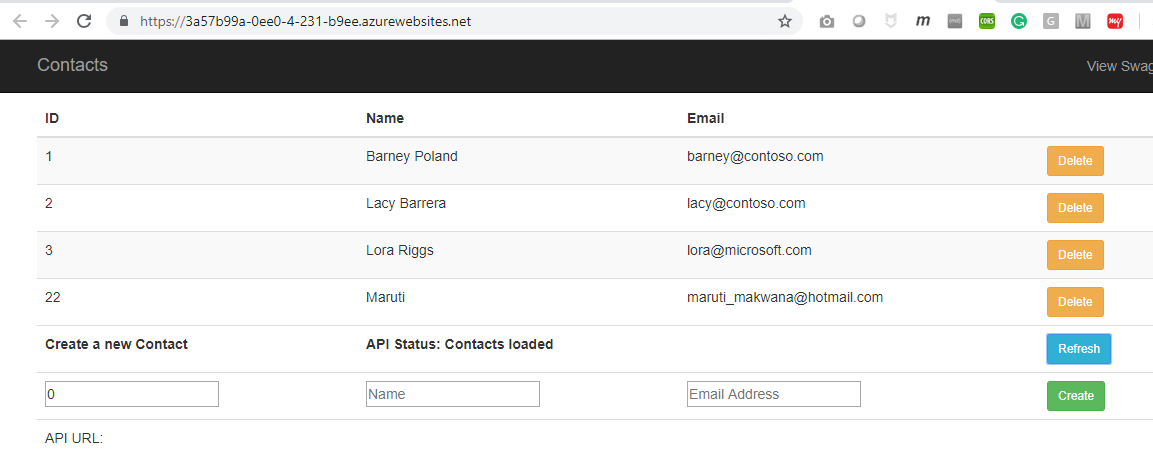 https://3a57b99a-0ee0-4-231-b9ee.azurewebsites.net
m
CORS
G
G
M
my
Contacts View Swag
ID Name Email
1 Barney Poland barney@contoso.com Delete
2 Lacy Barrera lacy@contoso.com Delete
3 Lora Riggs lora@microsoft.com Delete
22 Maruti maruti_makwana@hotmail.com Delete
Create a new Contact API Status: Contacts loaded Refresh
0 Name Email Address Create
API URL: